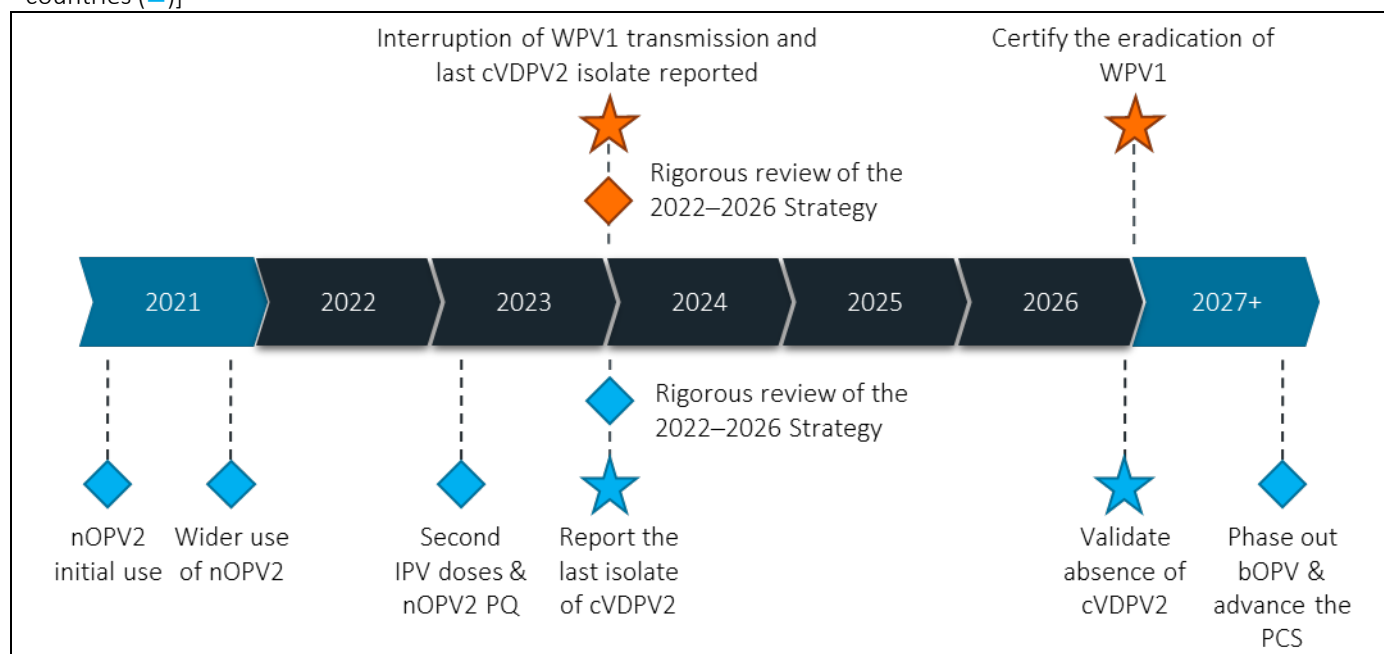 countries (–)]
Interruption of WPV1 transmission and
last cVDPV2 isolate reported
Certify the eradication of
WPV1
Rigorous review of the
2022–2026 Strategy
2021
2022
2023
2024
2025
2026
2027+
Rigorous review of the
2022–2026 Strategy
nOPV2
initial use
Wider use
of nOPV2
Second
IPV doses &
nOPV2 PQ
Report the
last isolate
of cVDPV2
Validate
absence of
cVDPV2
Phase out
bOPV &
advance the
PCS